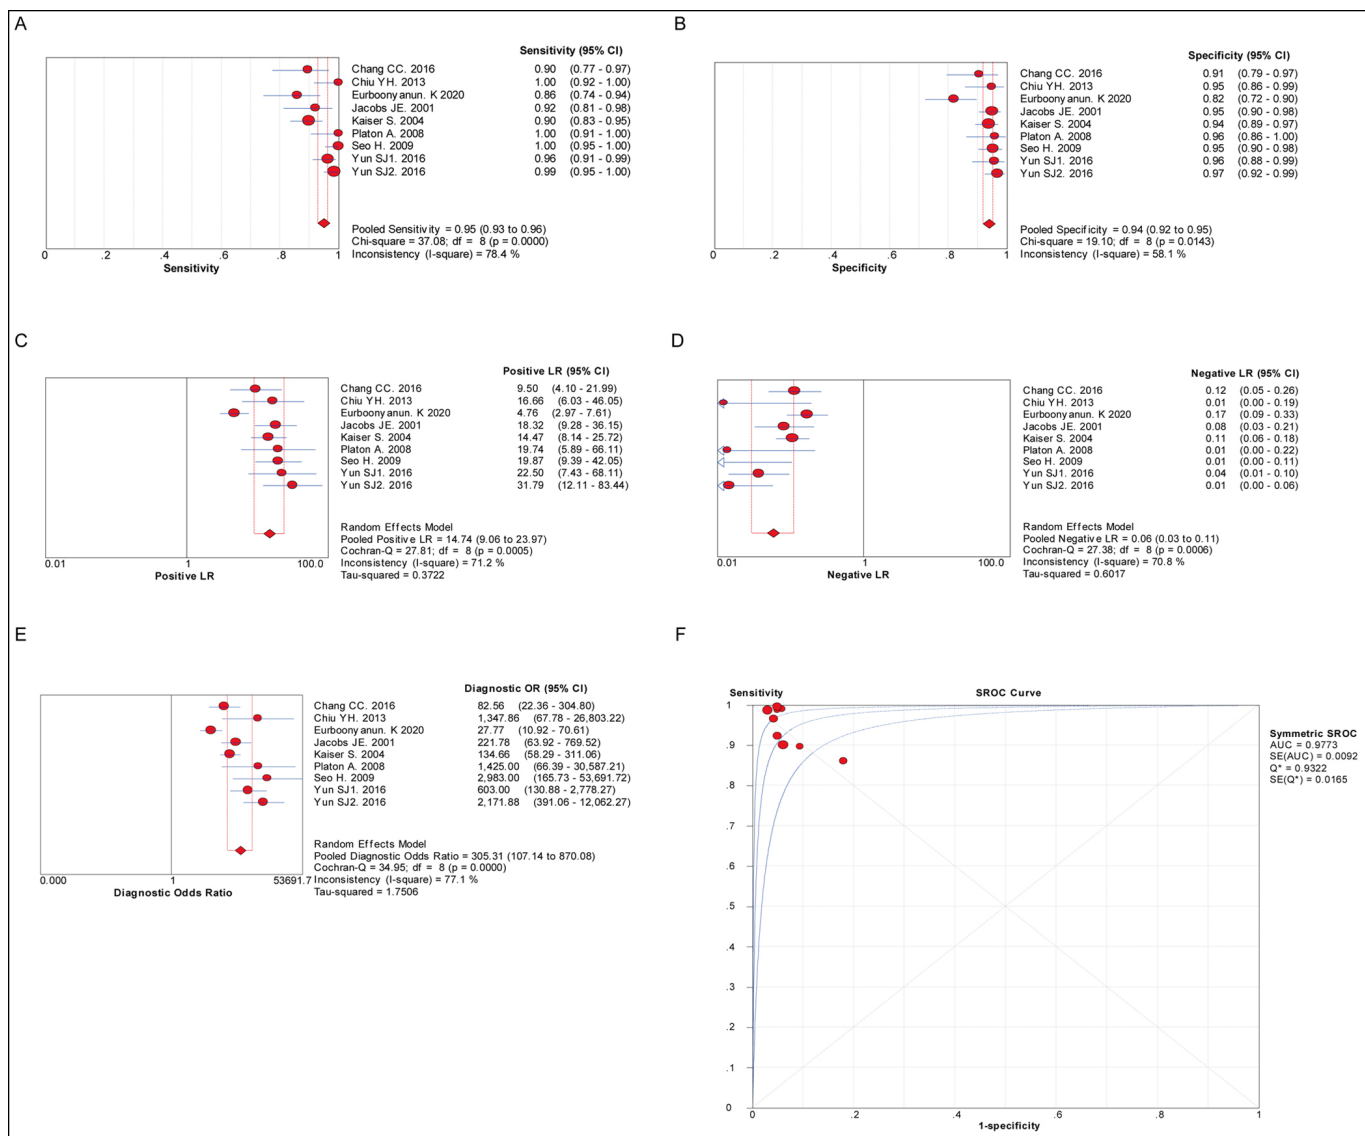 A
Sensitivity (95% CI)
Chang CC. 2016 0.90 (0.77 - 0.97)
Chiu YH. 2013 1.00 (0.92 - 1.00)
Eurboonyanun. K 2020 0.86 (0.74 - 0.94)
Jacobs JE. 2001 0.92 (0.81 - 0.98)
Kaiser S. 2004 0.90 (0.83 - 0.95)
Platon A. 2008 1.00 (0.91 - 1.00)
Seo H. 2009 1.00 (0.95 - 1.00)
Yun SJ1. 2016 0.96 (0.91 - 0.99)
Yun SJ2. 2016 0.99 (0.95 - 1.00)
Pooled Sensitivity = 0.95 (0.93 to 0.96)
Chi-square = 37.08; df = 8 (p = 0.0000)
Inconsistency (I-square) = 78.4 %
0 .2 .4 .6 .8 1
Sensitivity
B
Specificity (95% CI)
Chang CC. 2016 0.91 (0.79 - 0.97)
Chiu YH. 2013 0.95 (0.86 - 0.99)
Eurboonyanun. K 2020 0.82 (0.72 - 0.90)
Jacobs JE. 2001 0.95 (0.90 - 0.98)
Kaiser S. 2004 0.94 (0.89 - 0.97)
Platon A. 2008 0.96 (0.86 - 1.00)
Seo H. 2009 0.95 (0.90 - 0.98)
Yun SJ1. 2016 0.96 (0.88 - 0.99)
Yun SJ2. 2016 0.97 (0.92 - 0.99)
Pooled Specificity = 0.94 (0.92 to 0.95)
Chi-square = 19.10; df = 8 (p = 0.0143)
Inconsistency (I-square) = 58.1 %
0 .2 .4 .6 .8 1
Specificity
C
Positive LR (95% CI)
Chang CC. 2016 9.50 (4.10 - 21.99)
Chiu YH. 2013 16.66 (6.03 - 46.05)
Eurboonyanun. K 2020 4.76 (2.97 - 7.61)
Jacobs JE. 2001 18.32 (9.28 - 36.15)
Kaiser S. 2004 14.47 (8.14 - 25.72)
Platon A. 2008 19.74 (5.89 - 66.11)
Seo H. 2009 19.87 (9.39 - 42.05)
Yun SJ1. 2016 22.50 (7.43 - 68.11)
Yun SJ2. 2016 31.79 (12.11 - 83.44)
Random Effects Model
Pooled Positive LR = 14.74 (9.06 to 23.97)
Cochran-Q = 27.81; df = 8 (p = 0.0005)
Inconsistency (I-square) = 71.2 %
Tau-squared = 0.3722
0.01 1 100.0
Positive LR
D
Negative LR (95% CI)
Chang CC. 2016 0.12 (0.05 - 0.26)
Chiu YH. 2013 0.01 (0.00 - 0.19)
Eurboonyanun. K 2020 0.17 (0.09 - 0.33)
Jacobs JE. 2001 0.08 (0.03 - 0.21)
Kaiser S. 2004 0.11 (0.06 - 0.18)
Platon A. 2008 0.01 (0.00 - 0.22)
Seo H. 2009 0.01 (0.00 - 0.11)
Yun SJ1. 2016 0.04 (0.01 - 0.10)
Yun SJ2. 2016 0.01 (0.00 - 0.06)
Random Effects Model
Pooled Negative LR = 0.06 (0.03 to 0.11)
Cochran-Q = 27.38; df = 8 (p = 0.0006)
Inconsistency (I-square) = 70.8 %
Tau-squared = 0.6017
0.01 1 100.0
Negative LR
E
Diagnostic OR (95% CI)
Chang CC. 2016 82.56 (22.36 - 304.80)
Chiu YH. 2013 1,347.86 (67.78 - 26,803.22)
Eurboonyanun. K 2020 27.77 (10.92 - 70.61)
Jacobs JE. 2001 221.78 (63.92 - 769.52)
Kaiser S. 2004 134.66 (58.29 - 311.06)
Platon A. 2008 1,425.00 (66.39 - 30,587.21)
Seo H. 2009 2,983.00 (165.73 - 53,691.72)
Yun SJ1. 2016 603.00 (130.88 - 2,778.27)
Yun SJ2. 2016 2,171.88 (391.06 - 12,062.27)
Random Effects Model
Pooled Diagnostic Odds Ratio = 305.31 (107.14 to 870.08)
Cochran-Q = 34.95; df = 8 (p = 0.0000)
Inconsistency (I-square) = 77.1 %
Tau-squared = 1.7506
0.000 1 53691.7
Diagnostic Odds Ratio
F
Sensitivity SROC Curve
1
.9
.8
.7
.6
.5
.4
.3
.2
.1
0
0 .2 .4 .6 .8 1
1-specificity
Symmetric SROC
AUC = 0.9773
SE(AUC) = 0.0092
Q* = 0.9322
SE(Q*) = 0.0165